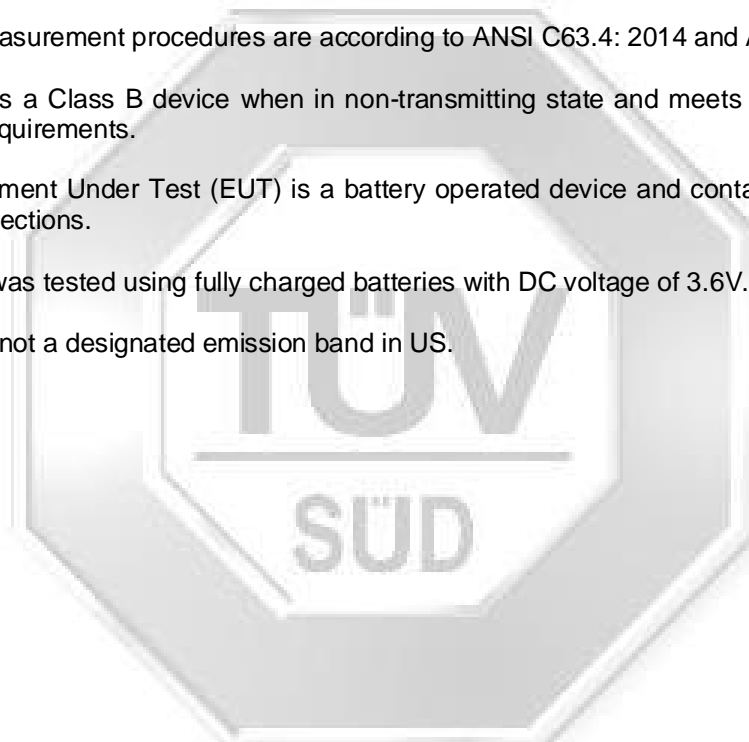 asurement procedures are according to ANSI C63.4: 2014 and A
s a Class B device when in non-transmitting state and meets
quirements.
ment Under Test (EUT) is a battery operated device and conta
ections.
was tested using fully charged batteries with DC voltage of 3.6V.
not a designated emission band in US.
TÜV
SÜD